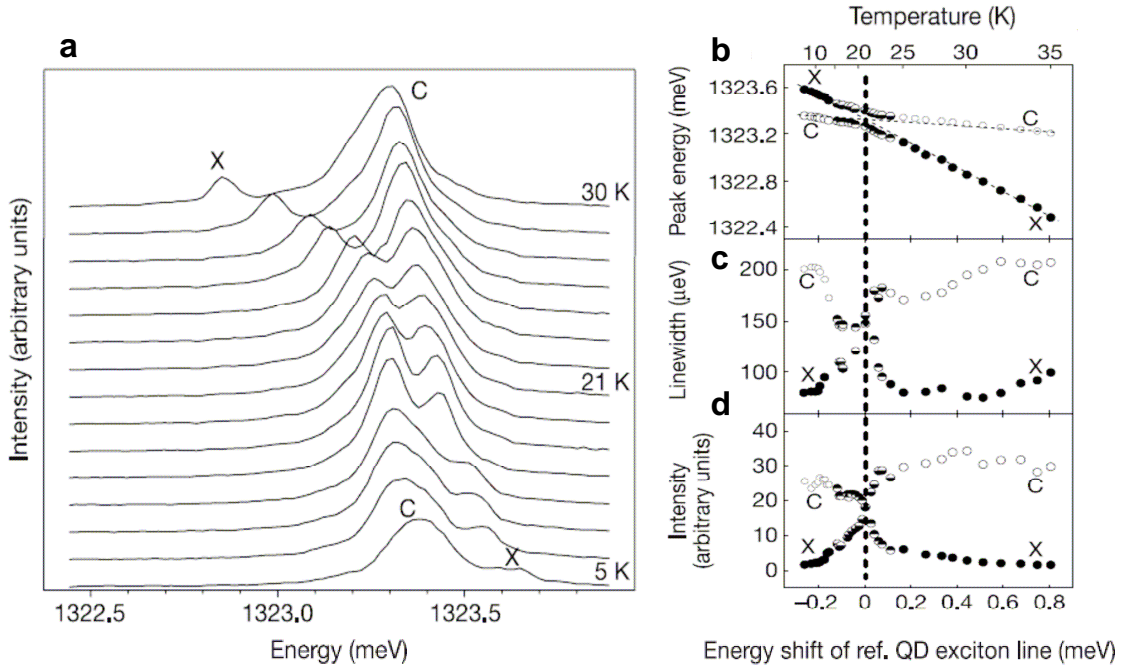 a
C
X
30 K
21 K
C
X
5 K
Intensity (arbitrary units)
1322.5 1323.0 1323.5
Energy (meV)
Temperature (K)
b
10 20 25 30 35
X
C
C
X
1323.6
1323.2
1322.8
1322.4
Peak energy (meV)
c
C
C
X
X
200
150
100
Linewidth (µeV)
d
C
C
X
X
40
30
20
10
0
Intensity
(arbitrary units)
−0.2 0 0.2 0.4 0.6 0.8
Energy shift of ref. QD exciton line (meV)